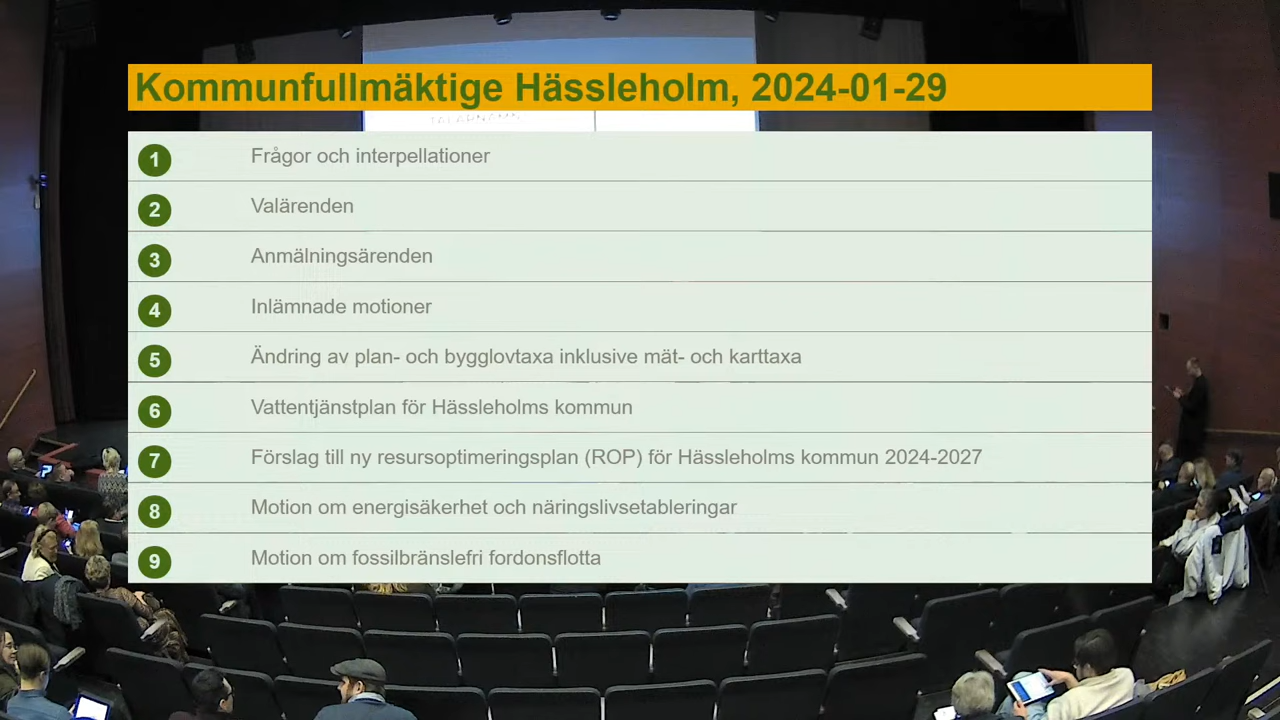 Kommunfullmäktige Hässleholm, 2024-01-29
1 Frågor och interpellationer
2 Valärenden
3 Anmälningsärenden
4 Inlämnade motioner
5 Ändring av plan- och bygglovtaxa inklusive mät- och karttaxa
6 Vattentjänstplan för Hässleholms kommun
7 Förslag till ny resursoptimeringsplan (ROP) för Hässleholms kommun 2024-2027
8 Motion om energisäkerhet och näringslivsetableringar
9 Motion om fossilbränslefri fordonsflotta